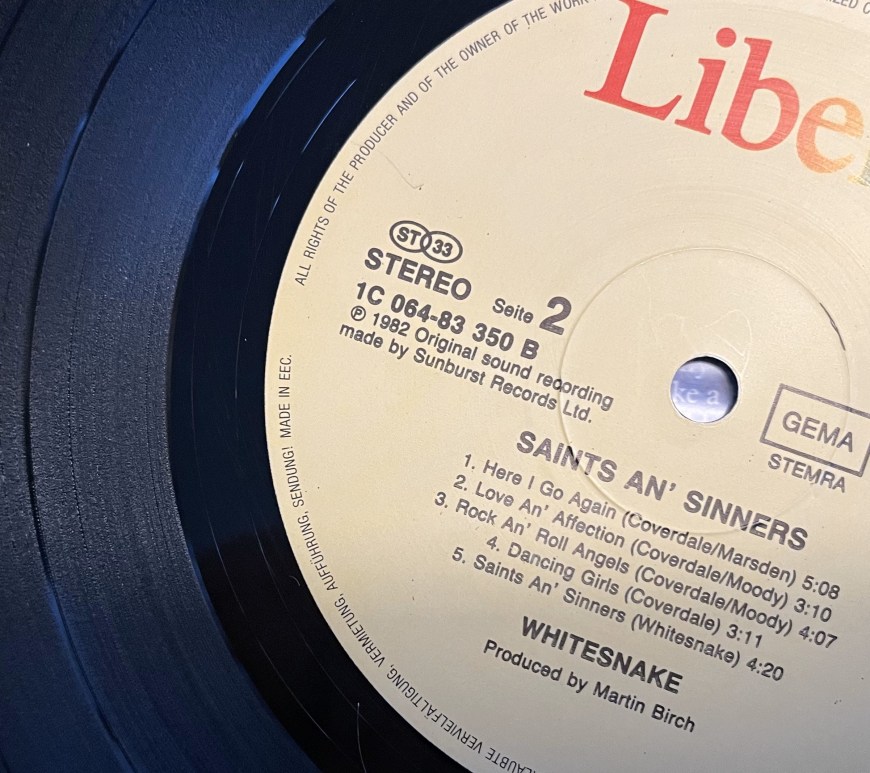 ALL RIGHTS OF THE PRODUCER AND OF THE OWNER OF THE WORK
Libe
ST 33
STEREO
Seite 2
1C 064-83 350 B
℗ 1982 Original sound recording
made by Sunburst Records Ltd.
ke a
GEMA
STEMRA
SAINTS AN' SINNERS
1. Here I Go Again (Coverdale/Marsden) 5:08
2. Love An' Affection (Coverdale/Moody) 3:10
3. Rock An' Roll Angels (Coverdale/Moody) 4:07
4. Dancing Girls (Coverdale) 3:11
5. Saints An' Sinners (Whitesnake) 4:20
WHITESNAKE
Produced by Martin Birch
LAUBTE VERVIELFÄLTIGUNG, VERMIETUNG, AUFFÜHRUNG, SENDUNG! MADE IN EEC.